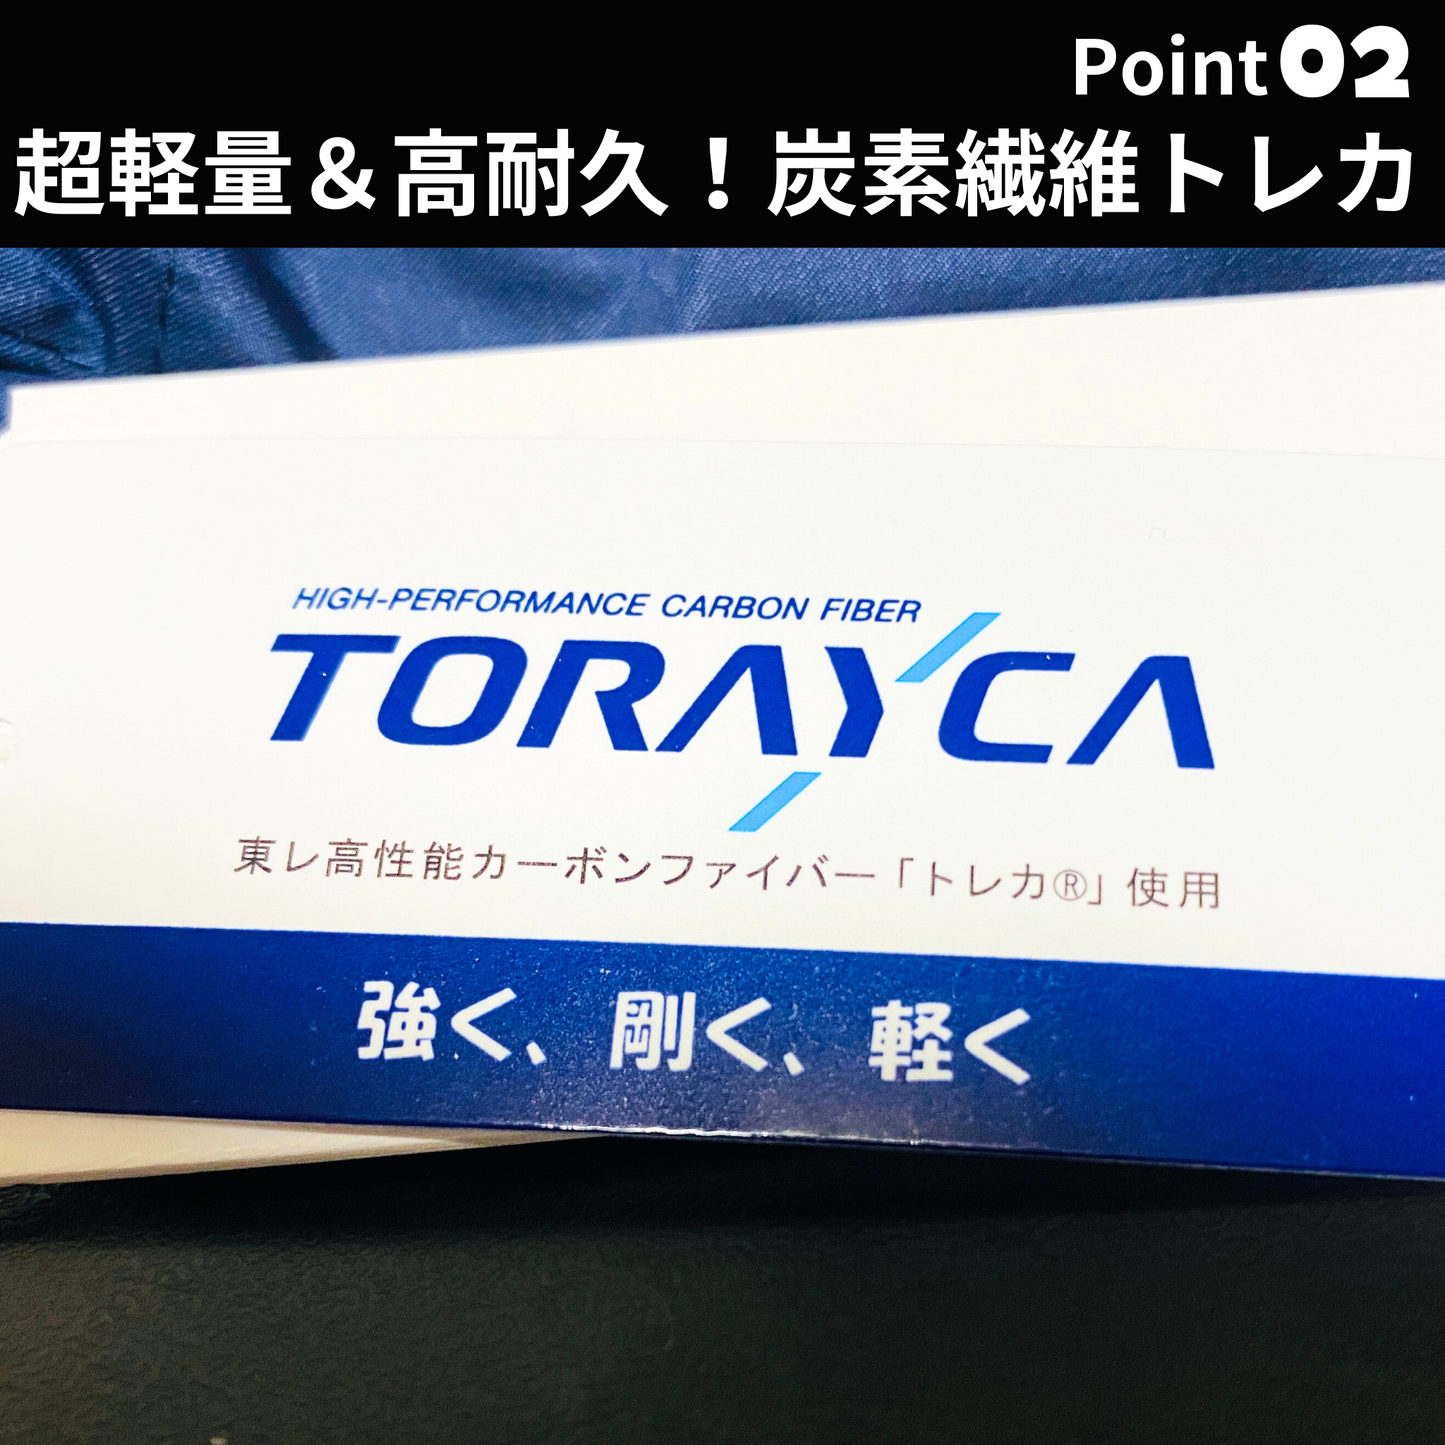 Point 02
超軽量＆高耐久！炭素繊維トレカ
HIGH-PERFORMANCE CARBON FIBER
TORAYCA
東レ高性能カーボンファイバー「トレカ®」使用
強く、剛く、軽く